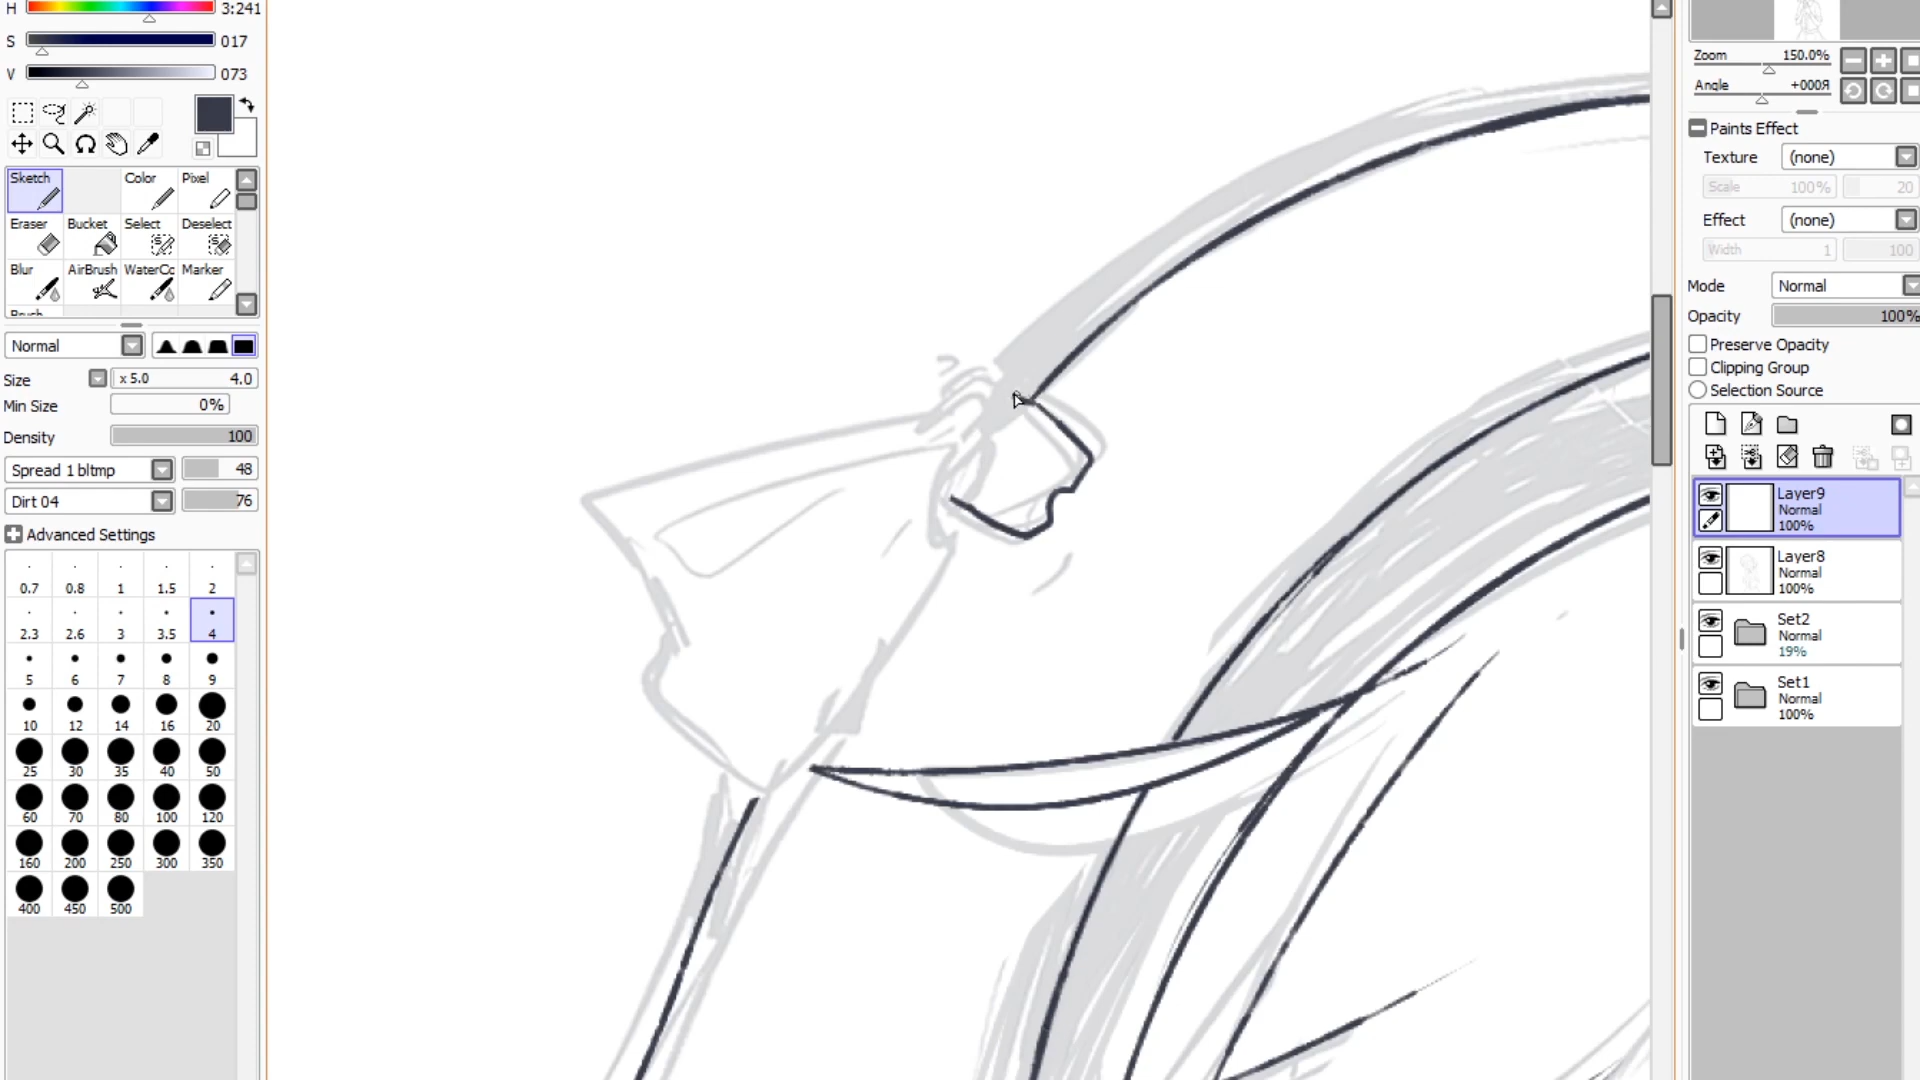 H 3:241
S 017
V 073
Sketch Color Pixel
Eraser Bucket Select Deselect
Blur AirBrush WaterCo Marker
Brush
Normal
Size x 5.0 4.0
Min Size 0%
Density 100
Spread 1 bltmp 48
Dirt 04 76
Advanced Settings
0.7 0.8 1 1.5 2
2.3 2.6 3 3.5 4
5 6 7 8 9
10 12 14 16 20
25 30 35 40 50
60 70 80 100 120
160 200 250 300 350
400 450 500
Zoom 150.0%
Angle +000Я
Paints Effect
Texture (none)
Scale 100% 20
Effect (none)
Width 1 100
Mode Normal
Opacity 100%
Preserve Opacity
Clipping Group
Selection Source
Layer9
Normal
100%
Layer8
Normal
100%
Set2
Normal
19%
Set1
Normal
100%